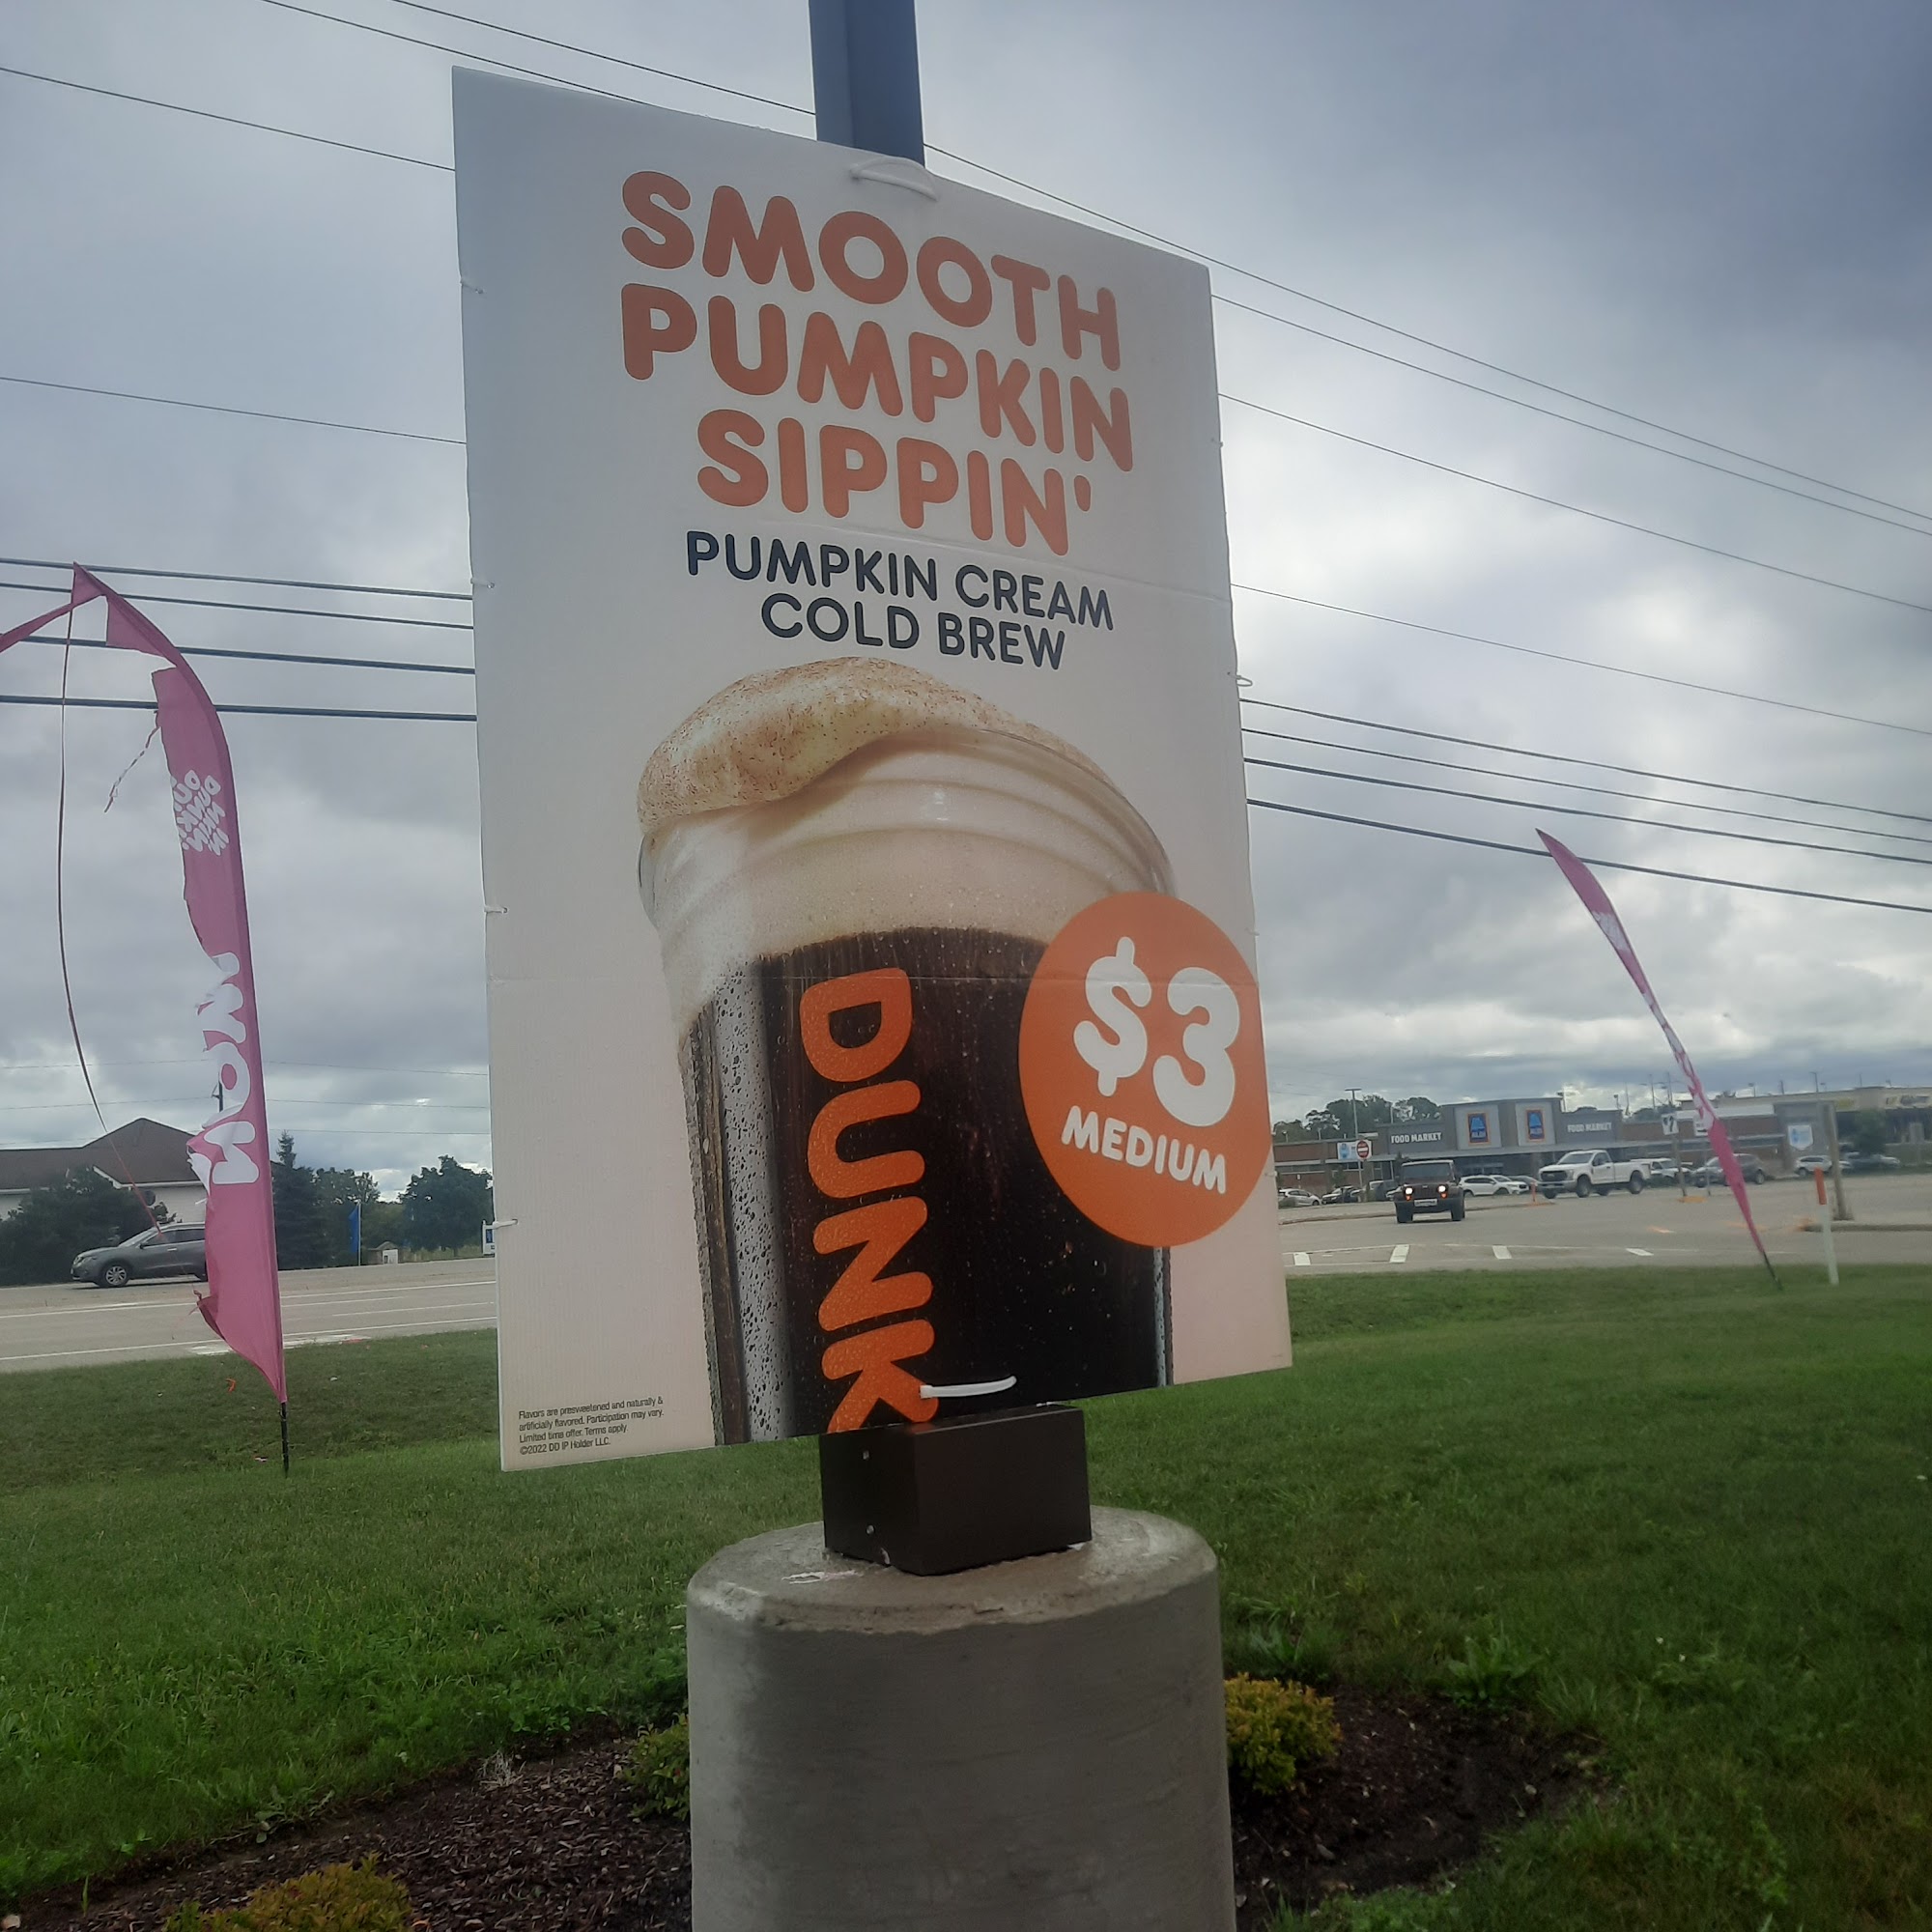 SMOOTH
PUMPKIN
SIPPIN'
PUMPKIN CREAM
COLD BREW
DUNK
$3
MEDIUM
Flavors are presweetened and naturally &
artificially flavored. Participation may vary.
Limited time offer. Terms apply.
©2022 DD IP Holder LLC.
FOOD MARKET
ALDI
FOOD MARKET